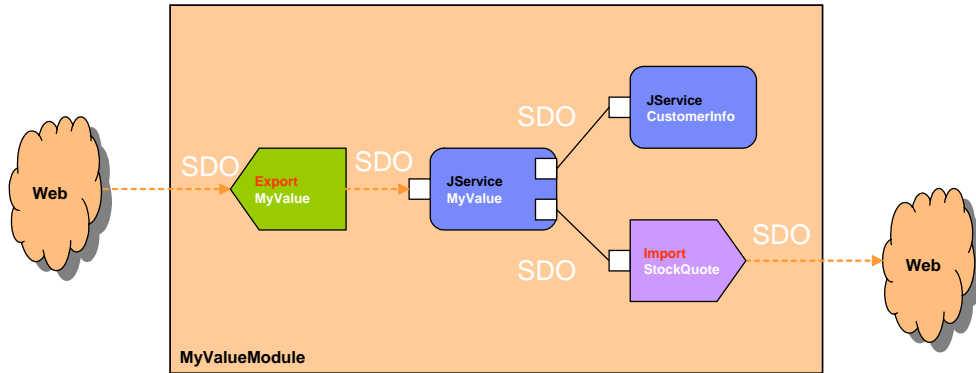 Web
SDO
Export
MyValue
SDO
JService
MyValue
SDO
JService
CustomerInfo
SDO
Import
StockQuote
SDO
Web
MyValueModule